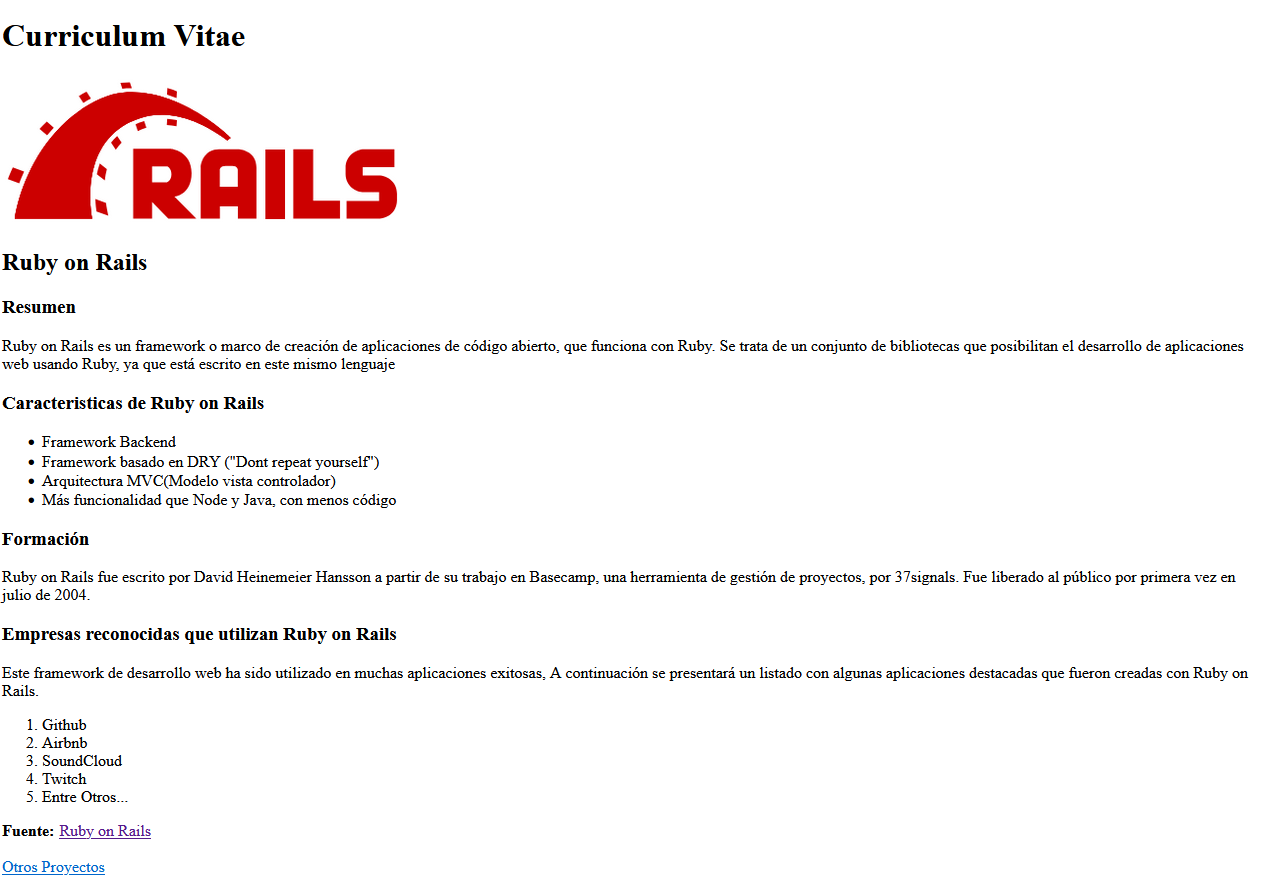 Curriculum Vitae
RAILS
Ruby on Rails
Resumen
Ruby on Rails es un framework o marco de creación de aplicaciones de código abierto, que funciona con Ruby. Se trata de un conjunto de bibliotecas que posibilitan el desarrollo de aplicaciones
web usando Ruby, ya que está escrito en este mismo lenguaje
Caracteristicas de Ruby on Rails
• Framework Backend
• Framework basado en DRY ("Dont repeat yourself")
• Arquitectura MVC(Modelo vista controlador)
• Más funcionalidad que Node y Java, con menos código
Formación
Ruby on Rails fue escrito por David Heinemeier Hansson a partir de su trabajo en Basecamp, una herramienta de gestión de proyectos, por 37signals. Fue liberado al público por primera vez en
julio de 2004.
Empresas reconocidas que utilizan Ruby on Rails
Este framework de desarrollo web ha sido utilizado en muchas aplicaciones exitosas, A continuación se presentará un listado con algunas aplicaciones destacadas que fueron creadas con Ruby on
Rails.
1. Github
2. Airbnb
3. SoundCloud
4. Twitch
5. Entre Otros...
Fuente: Ruby on Rails
Otros Proyectos